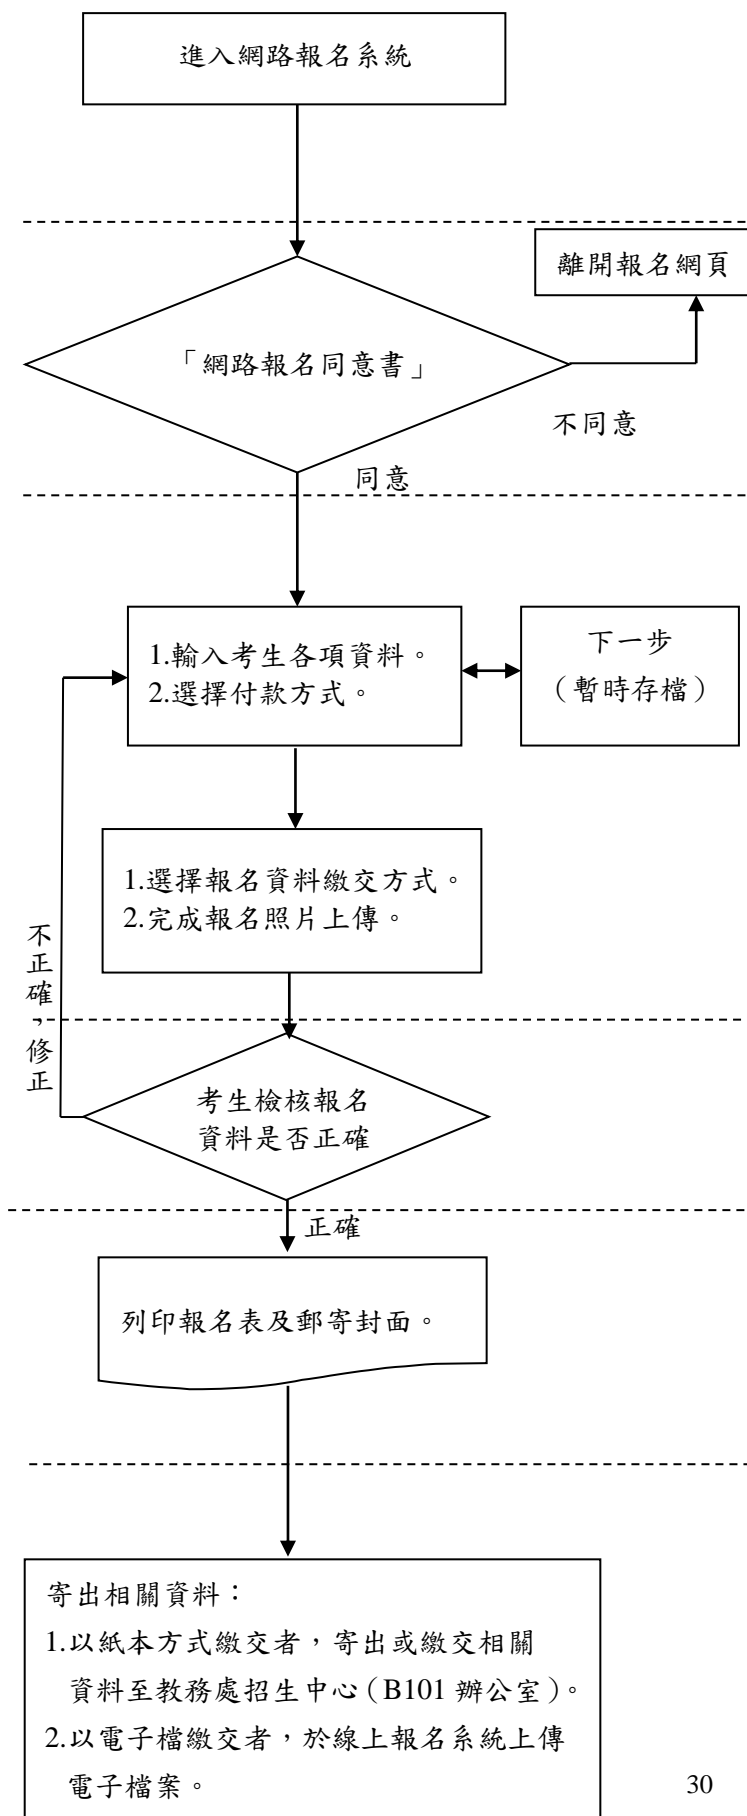 進入網路報名系統
離開報名網頁
「網路報名同意書」
不同意
同意
1.輸入考生各項資料。
2.選擇付款方式。
下一步
（暫時存檔）
1.選擇報名資料繳交方式。
2.完成報名照片上傳。
不正確，修正
考生檢核報名
資料是否正確
正確
列印報名表及郵寄封面。
寄出相關資料：
1.以紙本方式繳交者，寄出或繳交相關
資料至教務處招生中心（B101 辦公室）。
2.以電子檔繳交者，於線上報名系統上傳
電子檔案。
30